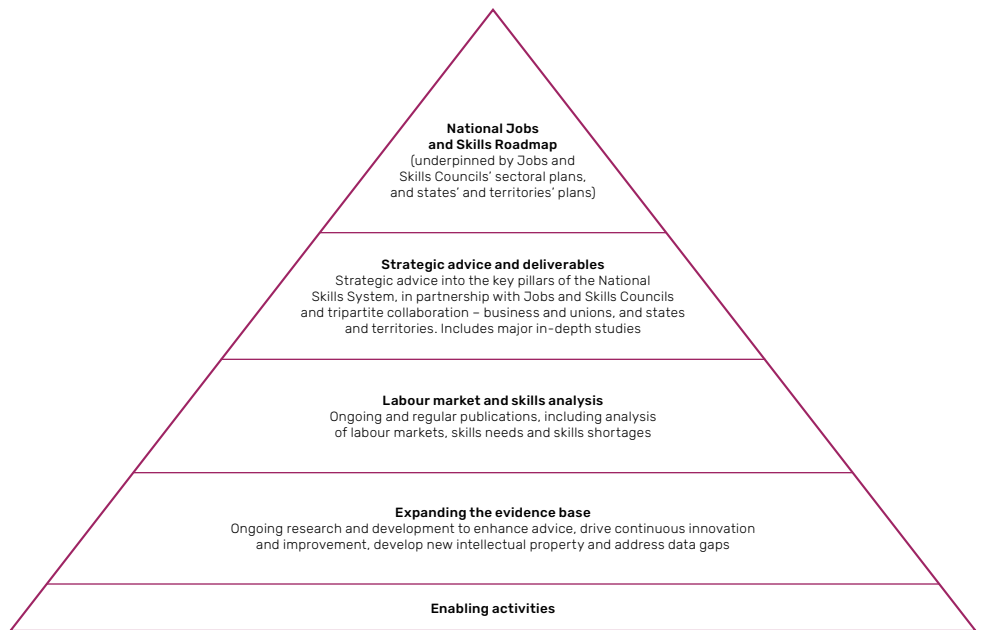 National Jobs
and Skills Roadmap
(underpinned by Jobs and
Skills Councils’ sectoral plans,
and states’ and territories’ plans)
Strategic advice and deliverables
Strategic advice into the key pillars of the National
Skills System, in partnership with Jobs and Skills Councils
and tripartite collaboration – business and unions, and states
and territories. Includes major in-depth studies
Labour market and skills analysis
Ongoing and regular publications, including analysis
of labour markets, skills needs and skills shortages
Expanding the evidence base
Ongoing research and development to enhance advice, drive continuous innovation
and improvement, develop new intellectual property and address data gaps
Enabling activities